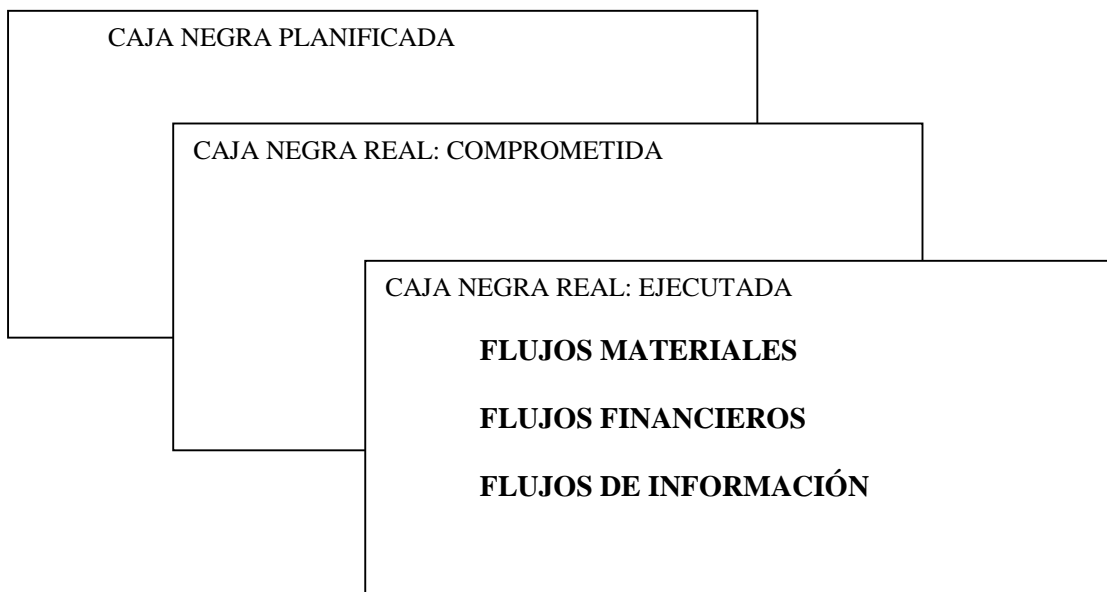 CAJA NEGRA PLANIFICADA
CAJA NEGRA REAL: COMPROMETIDA
CAJA NEGRA REAL: EJECUTADA
FLUJOS MATERIALES
FLUJOS FINANCIEROS
FLUJOS DE INFORMACIÓN